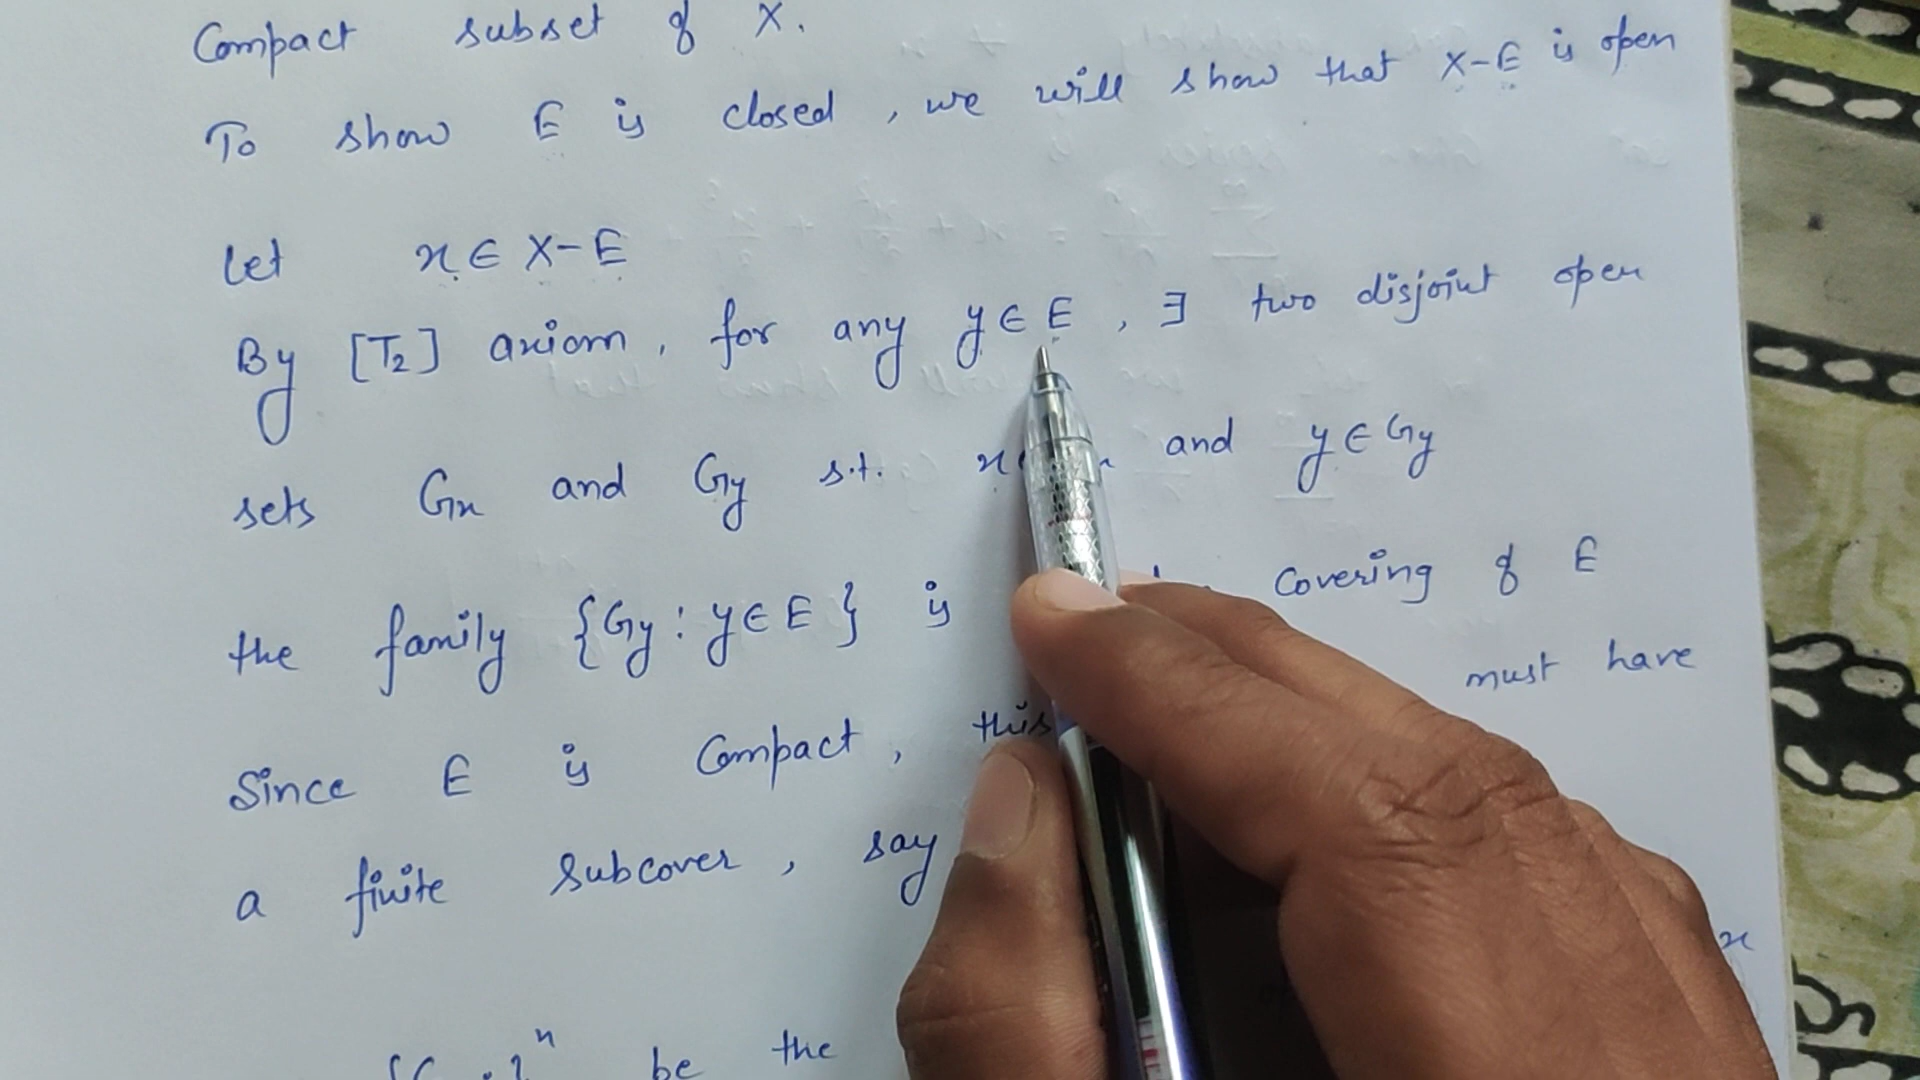 Compact subset of X.
To show E is closed, we will show that X-E is open
Let x ∈ X-E
By [T₂] axiom, for any y ∈ E, ∃ two disjoint open
sets Gx and Gy s.t. x and y ∈ Gy
the family {Gy : y ∈ E} is covering of E
Since E is Compact, this must have
a finite subcover, say
x
n be the